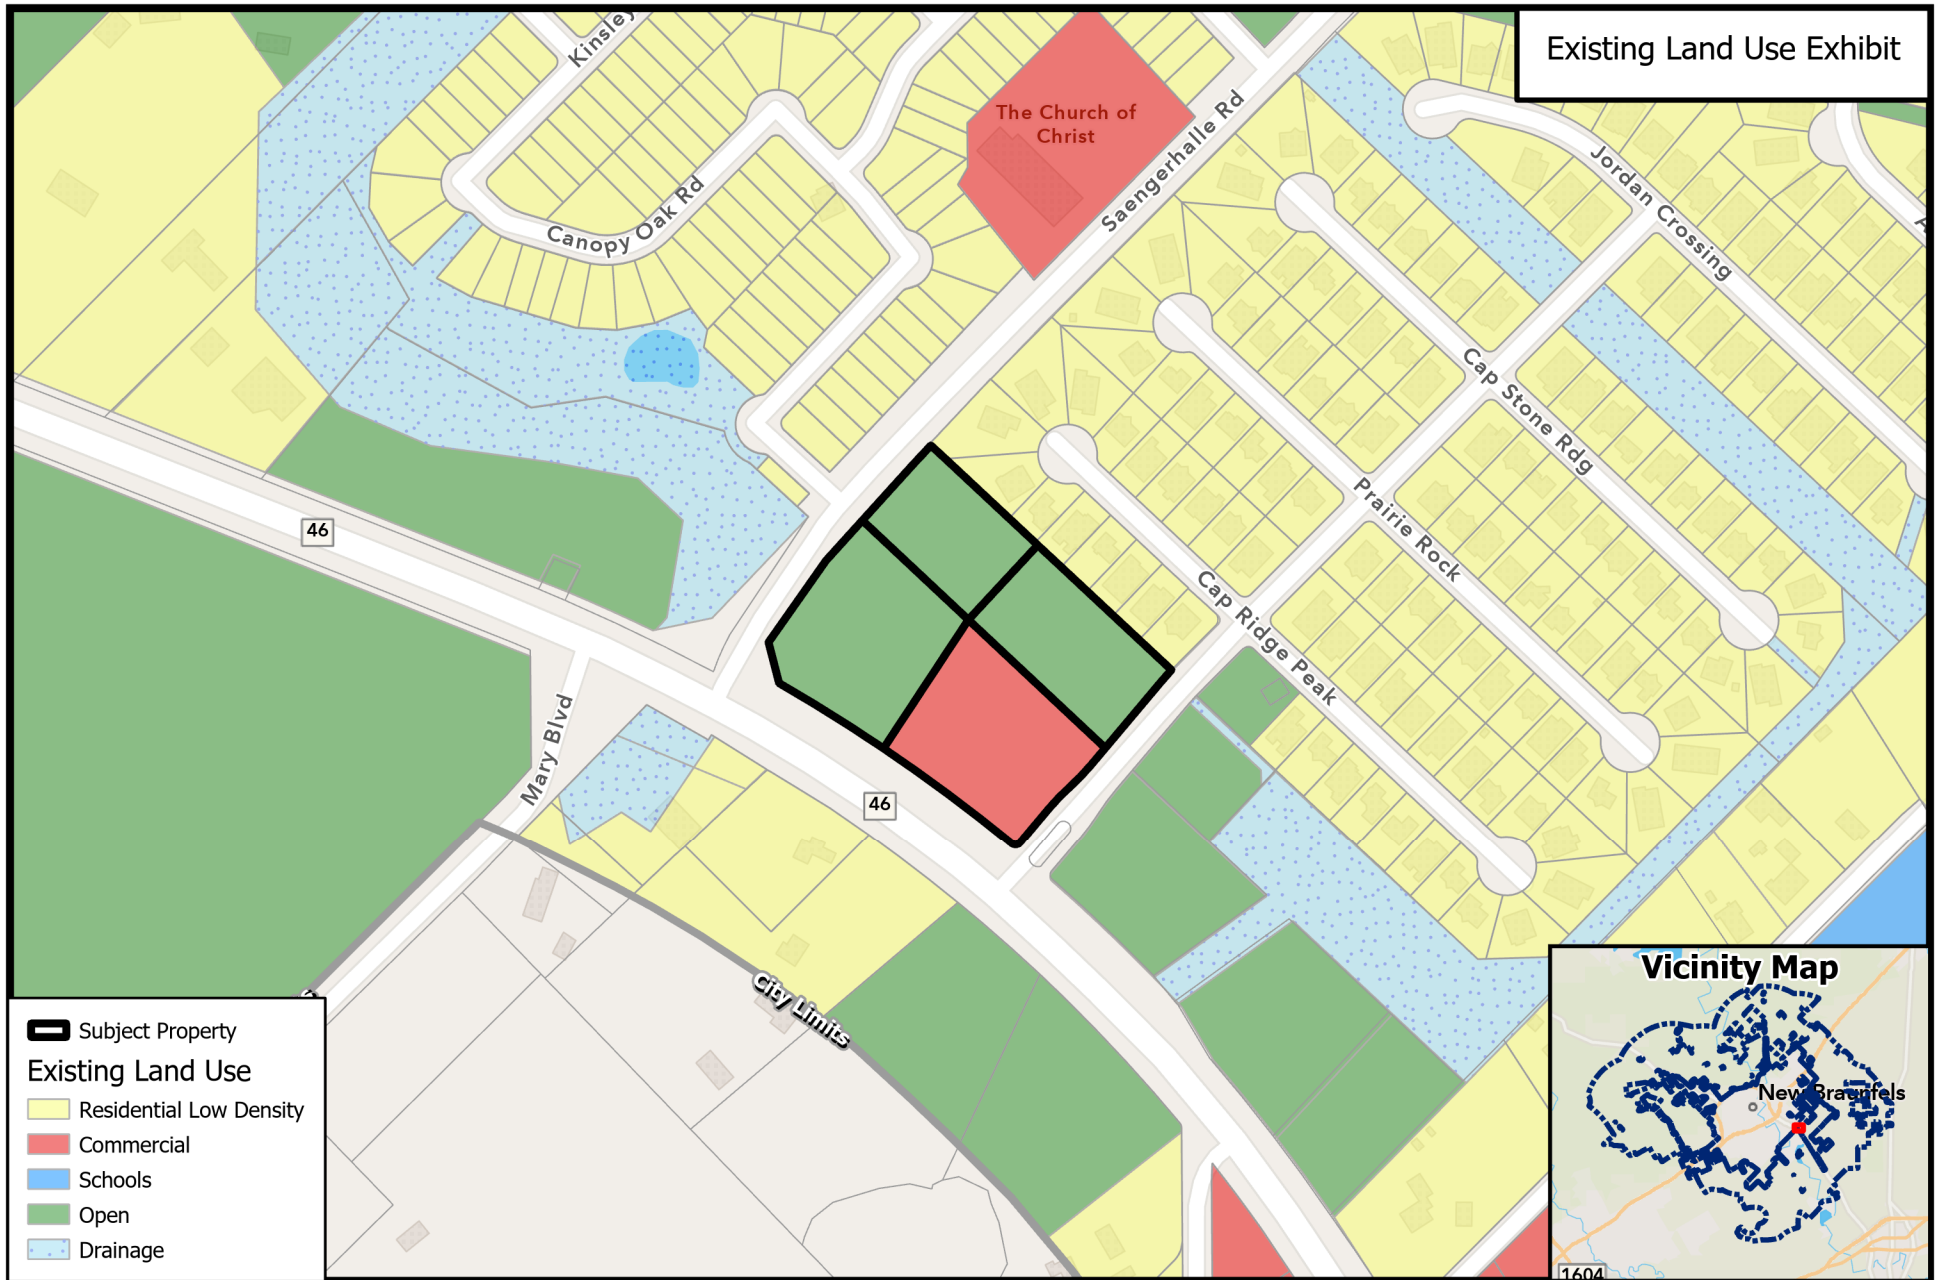 Existing Land Use Exhibit
Kinsley
The Church of
Christ
Saengerhalle Rd
Canopy Oak Rd
Jordan Crossing
Cap Stone Rdg
Prairie Rock
Cap Ridge Peak
46
Mary Blvd
46
City Limits
Subject Property
Existing Land Use
Residential Low Density
Commercial
Schools
Open
Drainage
Vicinity Map
New Braunfels
1604